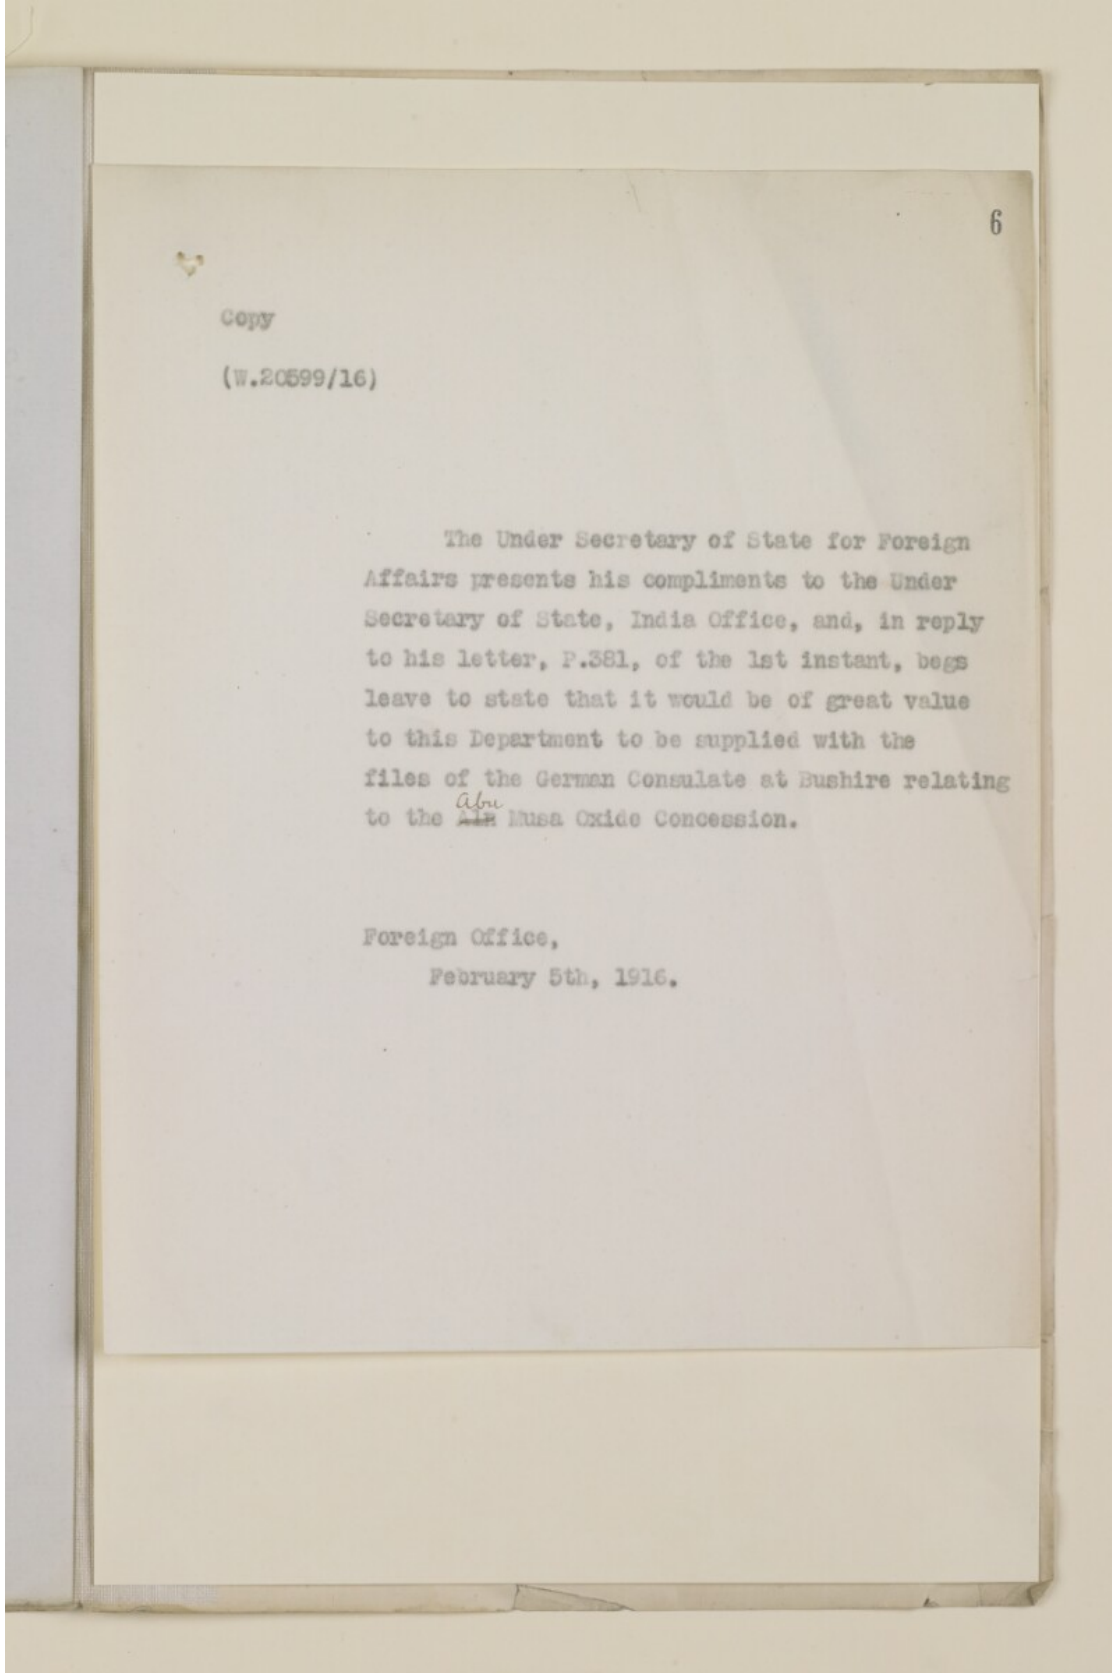 6
Copy
(W.20599/16)
The Under Secretary of State for Foreign
Affairs presents his compliments to the Under
Secretary of State, India Office, and, in reply
to his letter, P.381, of the 1st instant, begs
leave to state that it would be of great value
to this Department to be supplied with the
files of the German Consulate at Bushire relating
to the Abu Musa Oxide Concession.
Foreign Office,
February 5th, 1916.